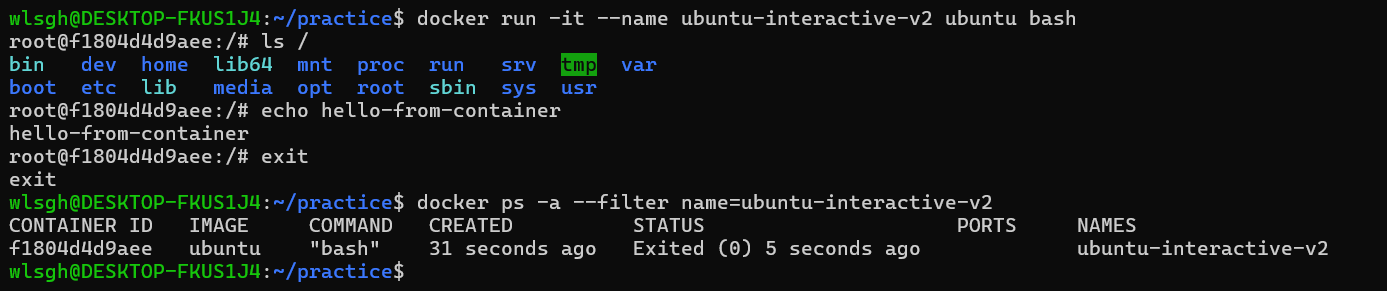 wlsgh@DESKTOP-FKUS1J4:~/practice$ docker run -it --name ubuntu-interactive-v2 ubuntu bash
root@f1804d4d9aee:/# ls /
bin   dev  home  lib64  mnt  proc  run   srv  tmp  var
boot  etc  lib   media  opt  root  sbin  sys  usr
root@f1804d4d9aee:/# echo hello-from-container
hello-from-container
root@f1804d4d9aee:/# exit
exit
wlsgh@DESKTOP-FKUS1J4:~/practice$ docker ps -a --filter name=ubuntu-interactive-v2
CONTAINER ID   IMAGE     COMMAND   CREATED          STATUS                     PORTS     NAMES
f1804d4d9aee   ubuntu    "bash"    31 seconds ago   Exited (0) 5 seconds ago             ubuntu-interactive-v2
wlsgh@DESKTOP-FKUS1J4:~/practice$